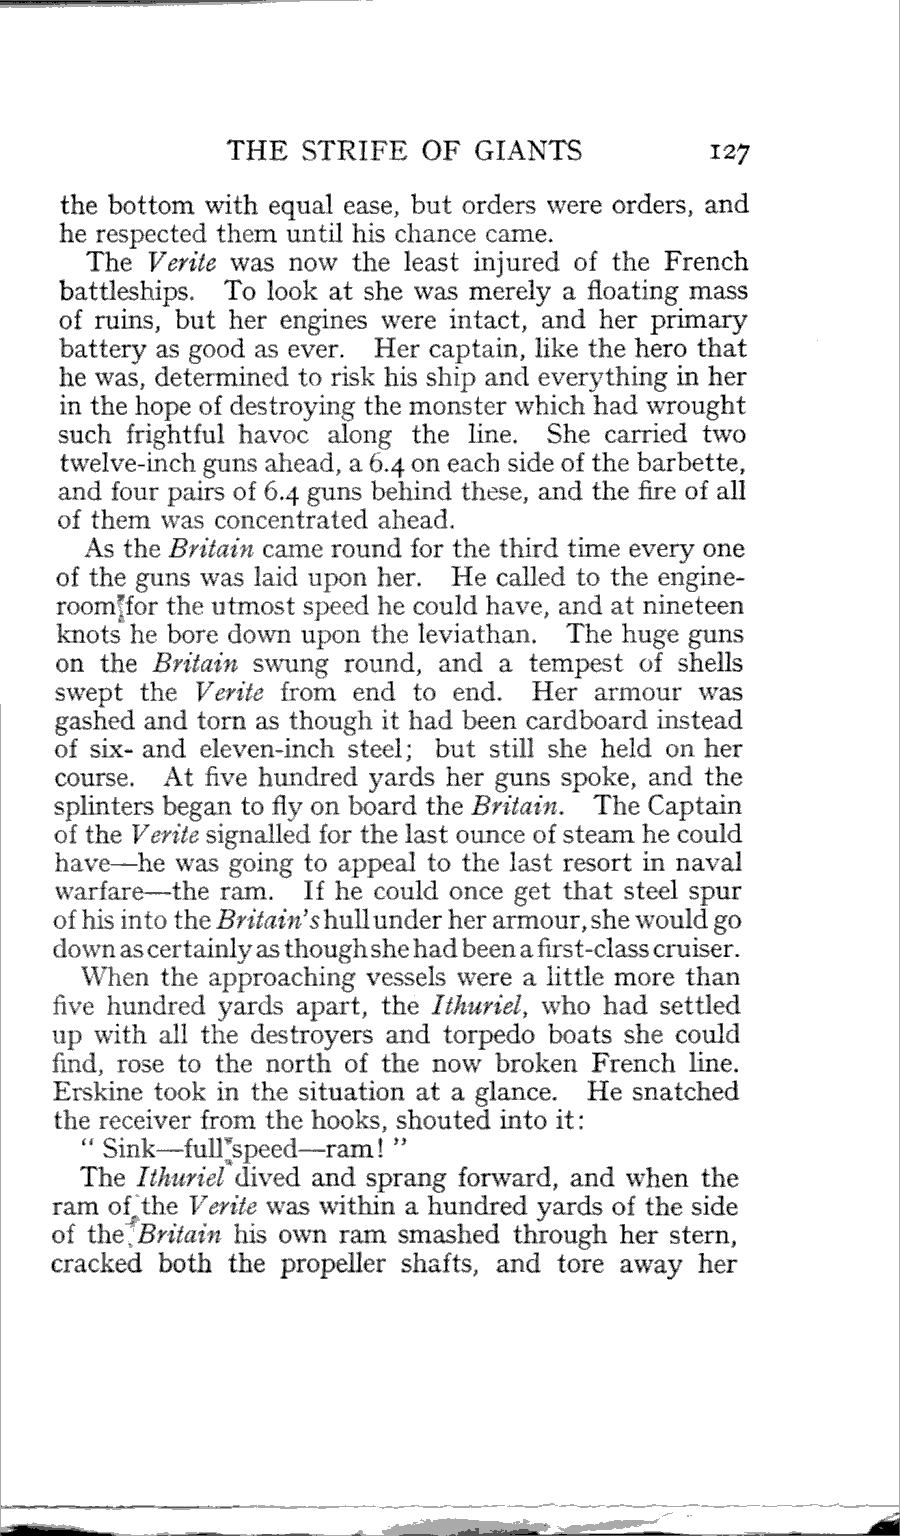 THE STRIFE OF GIANTS 127
the bottom with equal ease, but orders were orders, and
he respected them until his chance came.
The Verite was now the least injured of the French
battleships. To look at she was merely a floating mass
of ruins, but her engines were intact, and her primary
battery as good as ever. Her captain, like the hero that
he was, determined to risk his ship and everything in her
in the hope of destroying the monster which had wrought
such frightful havoc along the line. She carried two
twelve-inch guns ahead, a 6.4 on each side of the barbette,
and four pairs of 6.4 guns behind these, and the fire of all
of them was concentrated ahead.
As the Britain came round for the third time every one
of the guns was laid upon her. He called to the engine-
room for the utmost speed he could have, and at nineteen
knots he bore down upon the leviathan. The huge guns
on the Britain swung round, and a tempest of shells
swept the Verite from end to end. Her armour was
gashed and torn as though it had been cardboard instead
of six- and eleven-inch steel; but still she held on her
course. At five hundred yards her guns spoke, and the
splinters began to fly on board the Britain. The Captain
of the Verite signalled for the last ounce of steam he could
have—he was going to appeal to the last resort in naval
warfare—the ram. If he could once get that steel spur
of his into the Britain's hull under her armour, she would go
down as certainly as though she had been a first-class cruiser.
When the approaching vessels were a little more than
five hundred yards apart, the Ithuriel, who had settled
up with all the destroyers and torpedo boats she could
find, rose to the north of the now broken French line.
Erskine took in the situation at a glance. He snatched
the receiver from the hooks, shouted into it:
“ Sink—full speed—ram! ”
The Ithuriel dived and sprang forward, and when the
ram of the Verite was within a hundred yards of the side
of the Britain his own ram smashed through her stern,
cracked both the propeller shafts, and tore away her